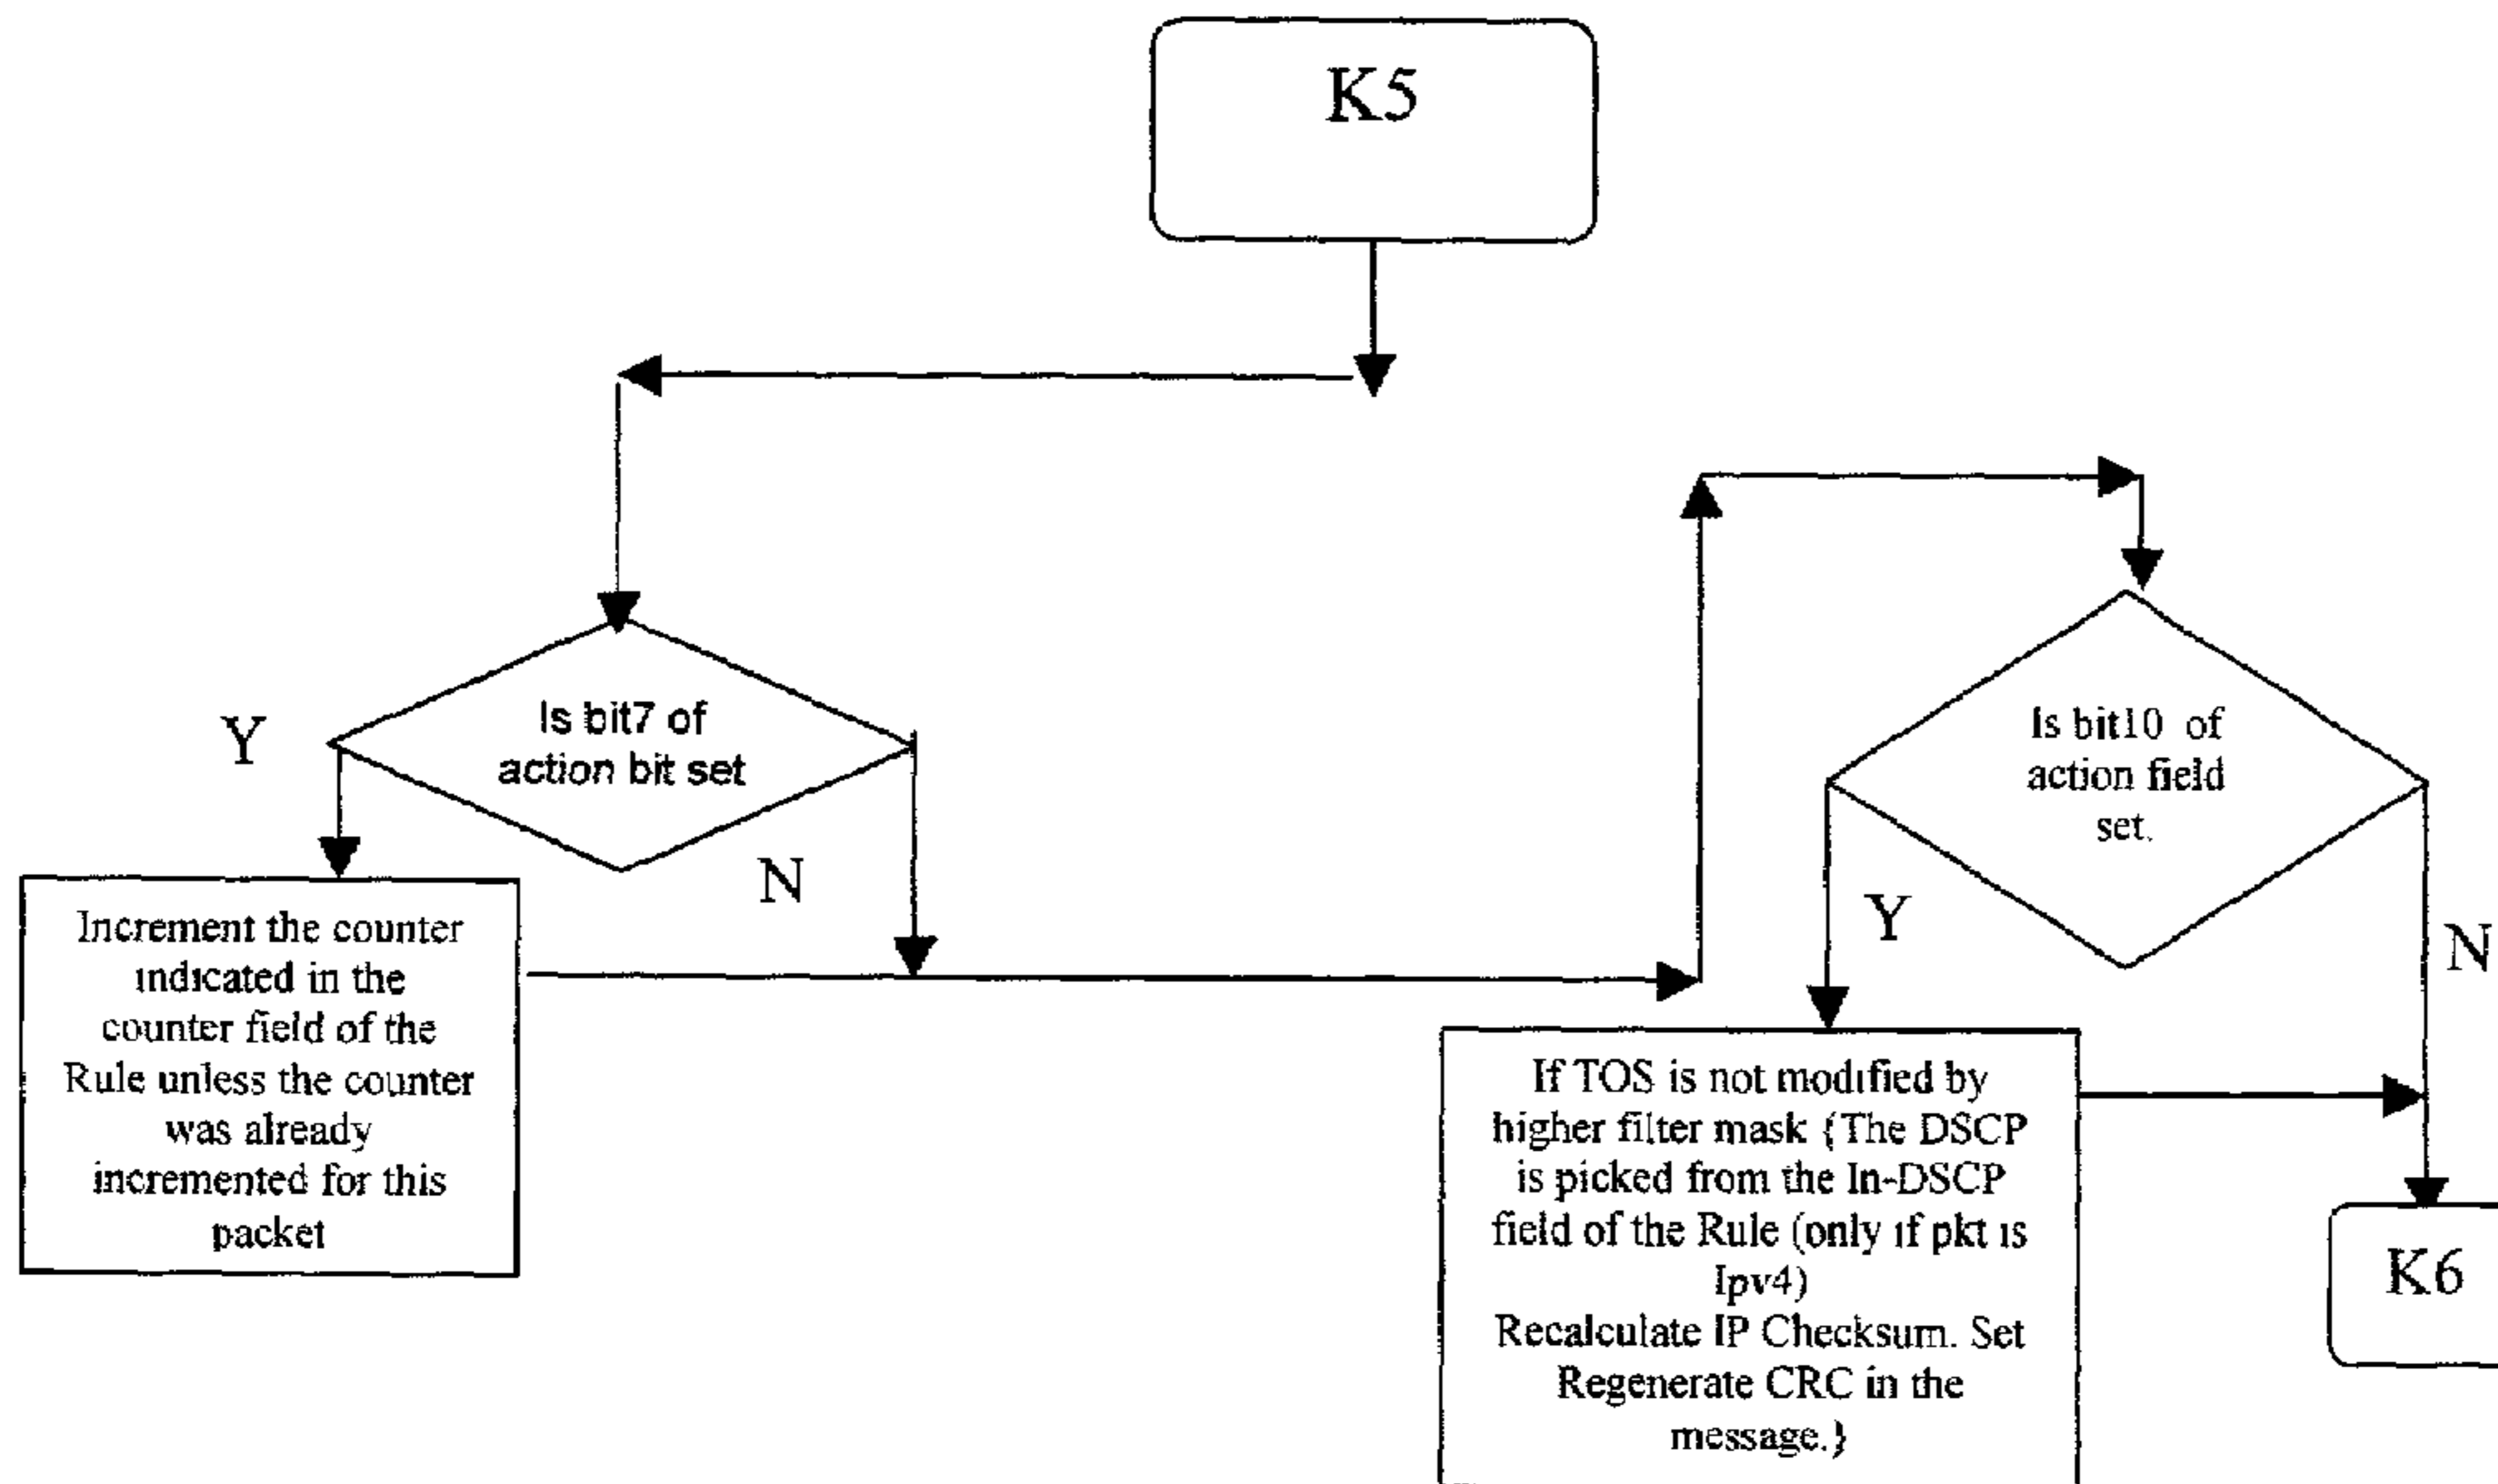 K5
Is bit7 of
action bit set
Y
N
Increment the counter
indicated in the
counter field of the
Rule unless the counter
was already
incremented for this
packet
Is bit10 of
action field
set.
Y
N
If TOS is not modified by
higher filter mask {The DSCP
is picked from the In-DSCP
field of the Rule (only if pkt is
Ipv4)
Recalculate IP Checksum. Set
Regenerate CRC in the
message.}
K6